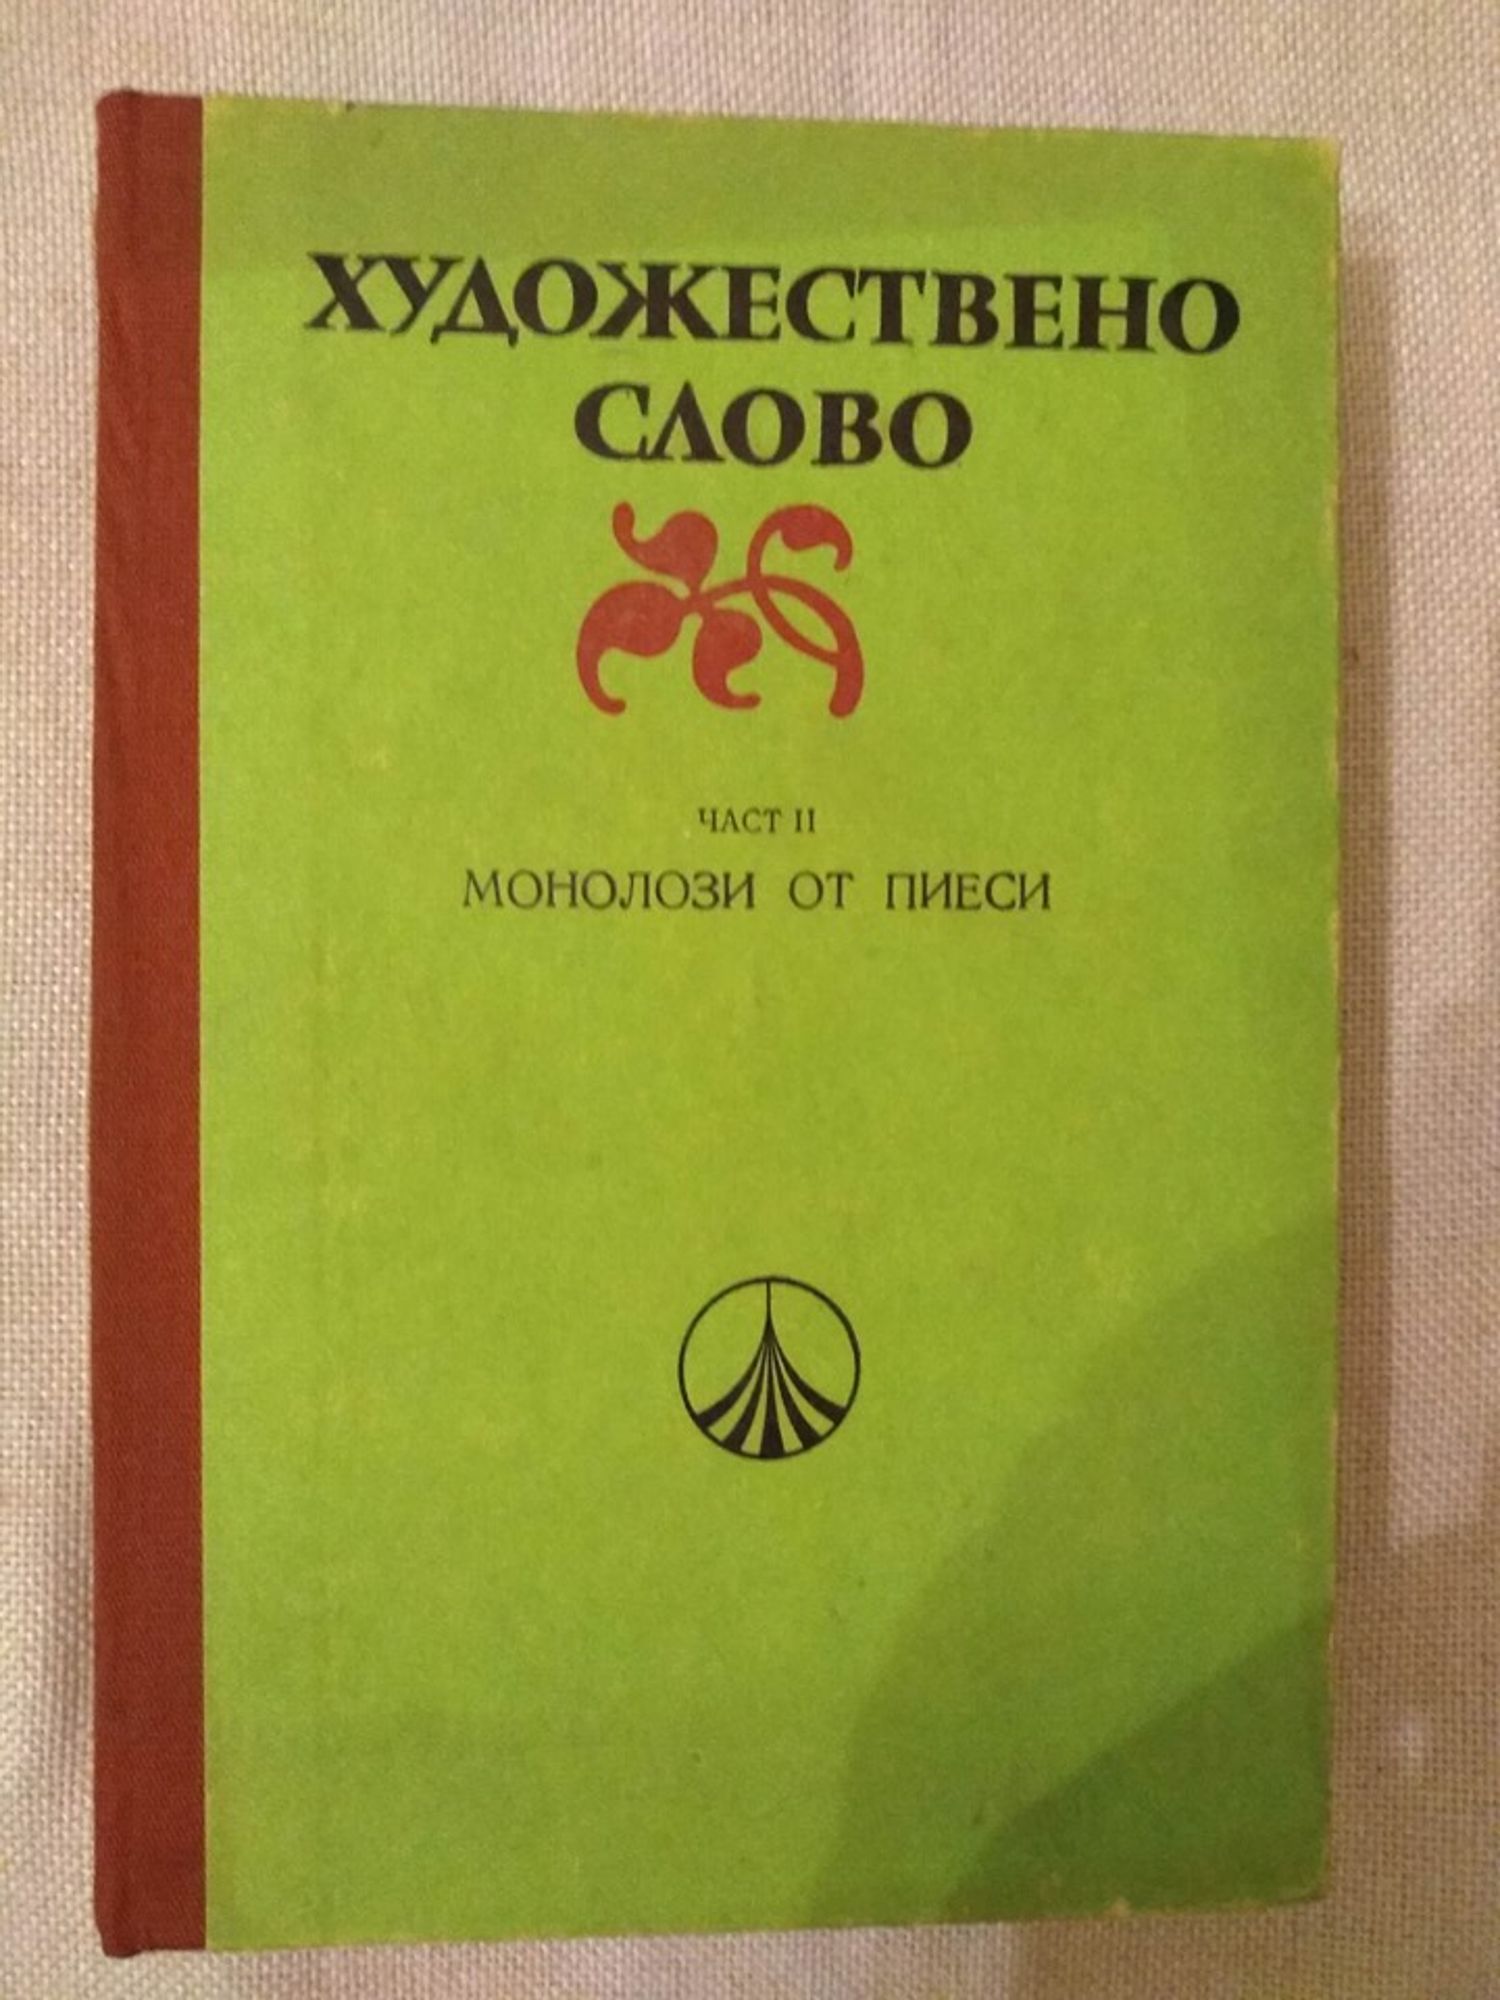 ХУДОЖЕСТВЕНО
СЛОВО
ЧАСТ II
МОНОЛОЗИ ОТ ПИЕСИ